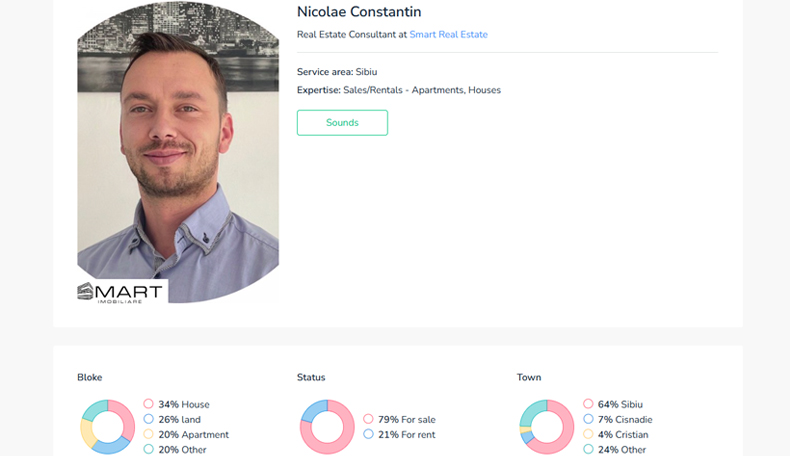 Nicolae Constantin
Real Estate Consultant at Smart Real Estate
Service area: Sibiu
Expertise: Sales/Rentals - Apartments, Houses
Sounds
SMART
IMOBILIARE
Bloke
34% House
26% land
20% Apartment
20% Other
Status
79% For sale
21% For rent
Town
64% Sibiu
7% Cisnadie
4% Cristian
24% Other